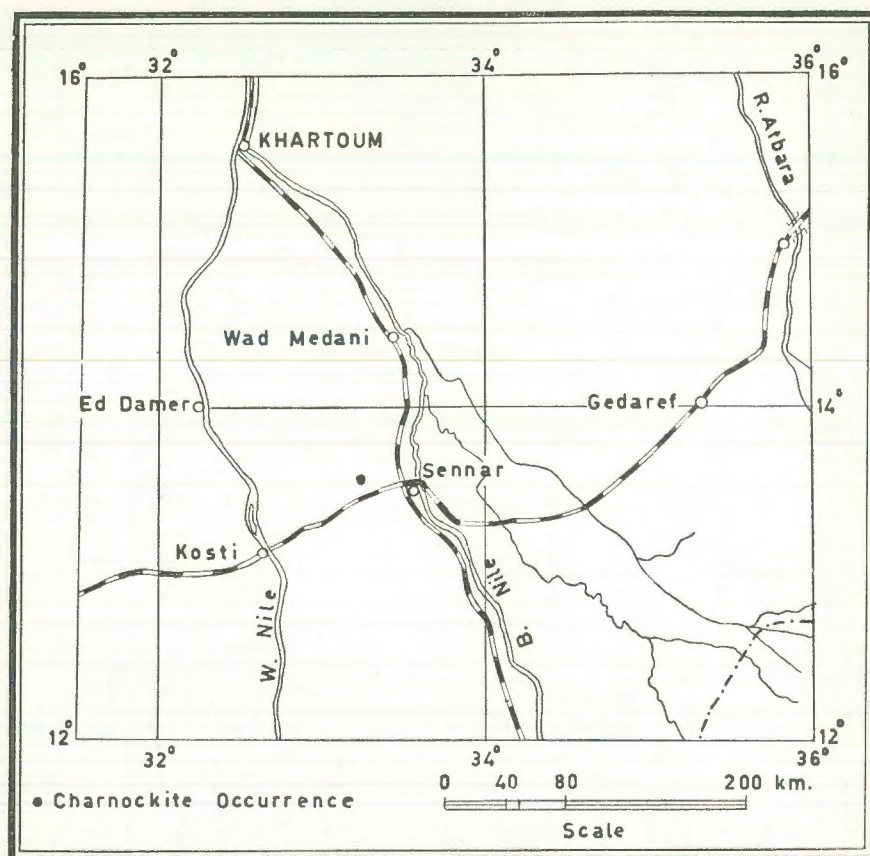 32° 34° 36°
16° 16°
R. Atbara
KHARTOUM
Wad Medani
Ed Damer Gedaref 14°
Sennar
Kosti
Nile
W. Nile B.
12° 12°
32° 34° 36°
0 40 80 200 km.
• Charnockite Occurrence
Scale